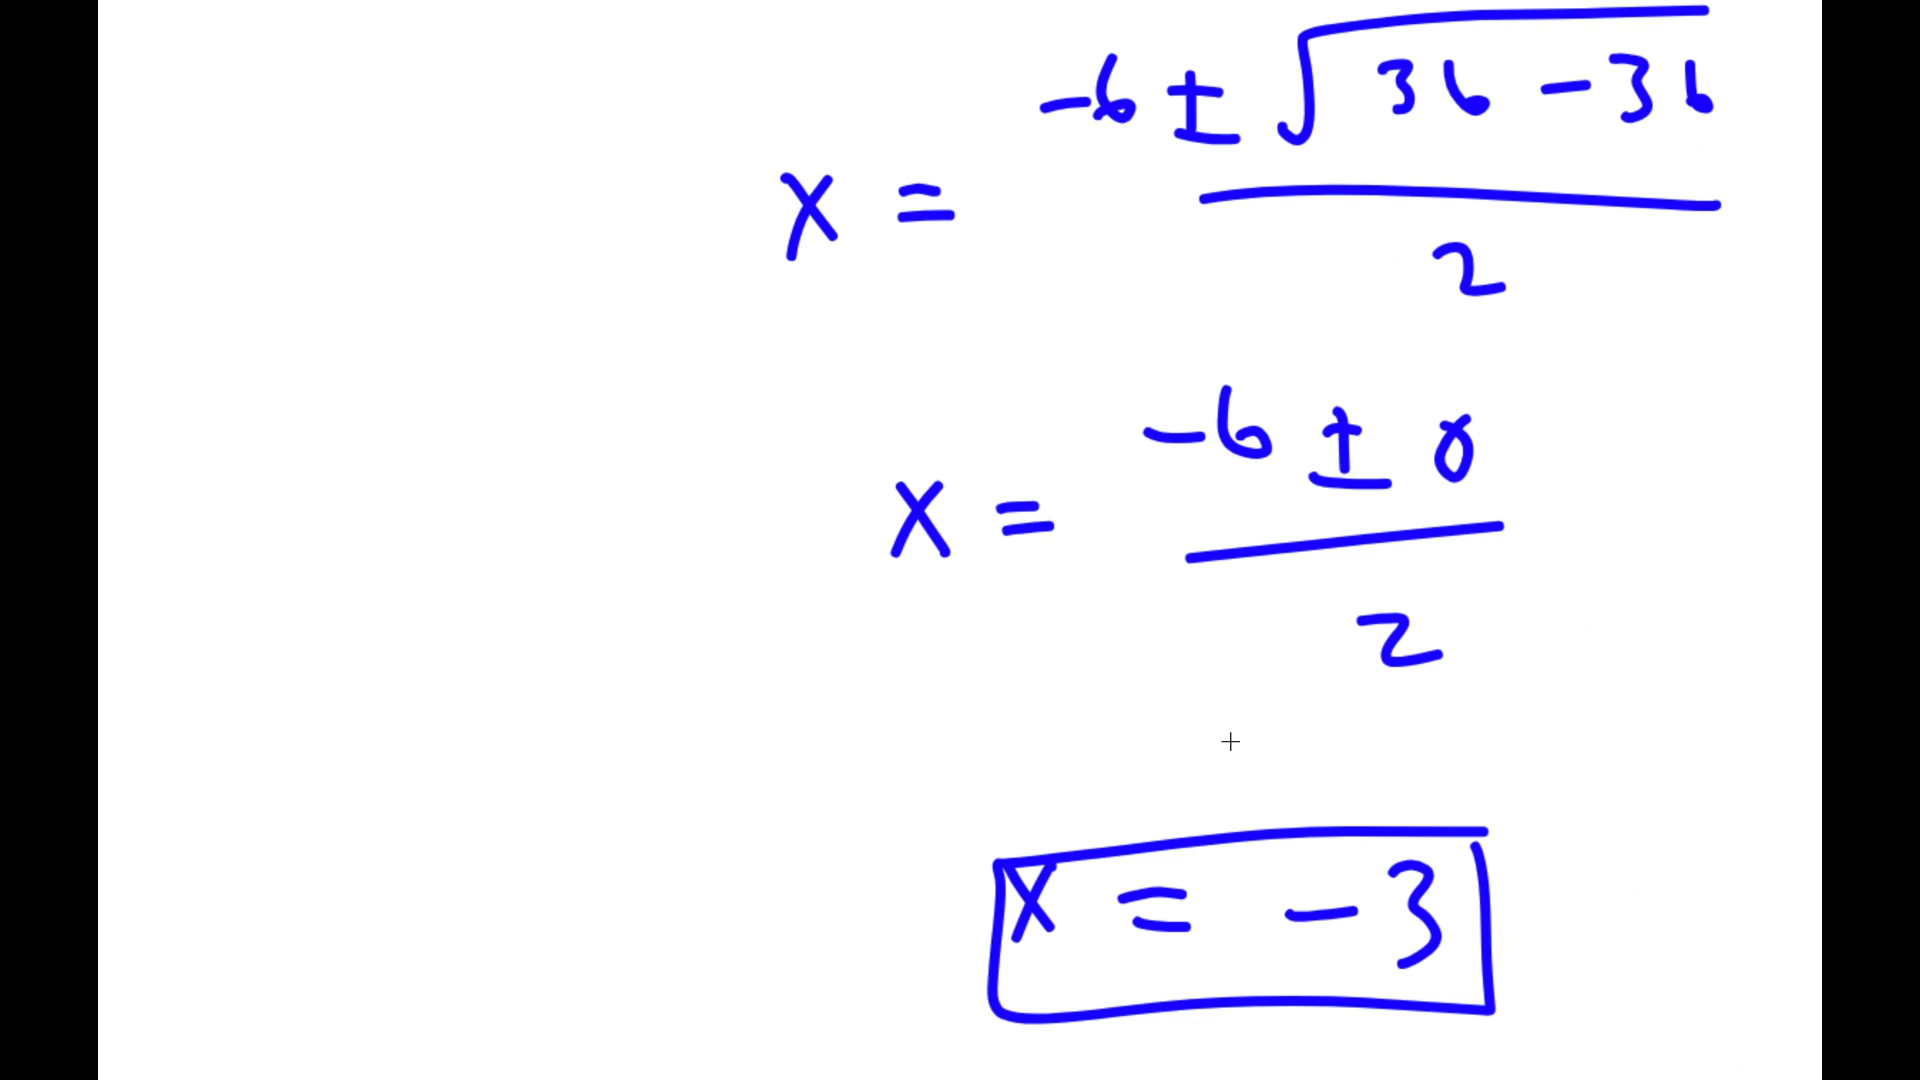 x = (-6 ± √(36 - 36)) / 2
x = (-6 ± 0) / 2
x = -3